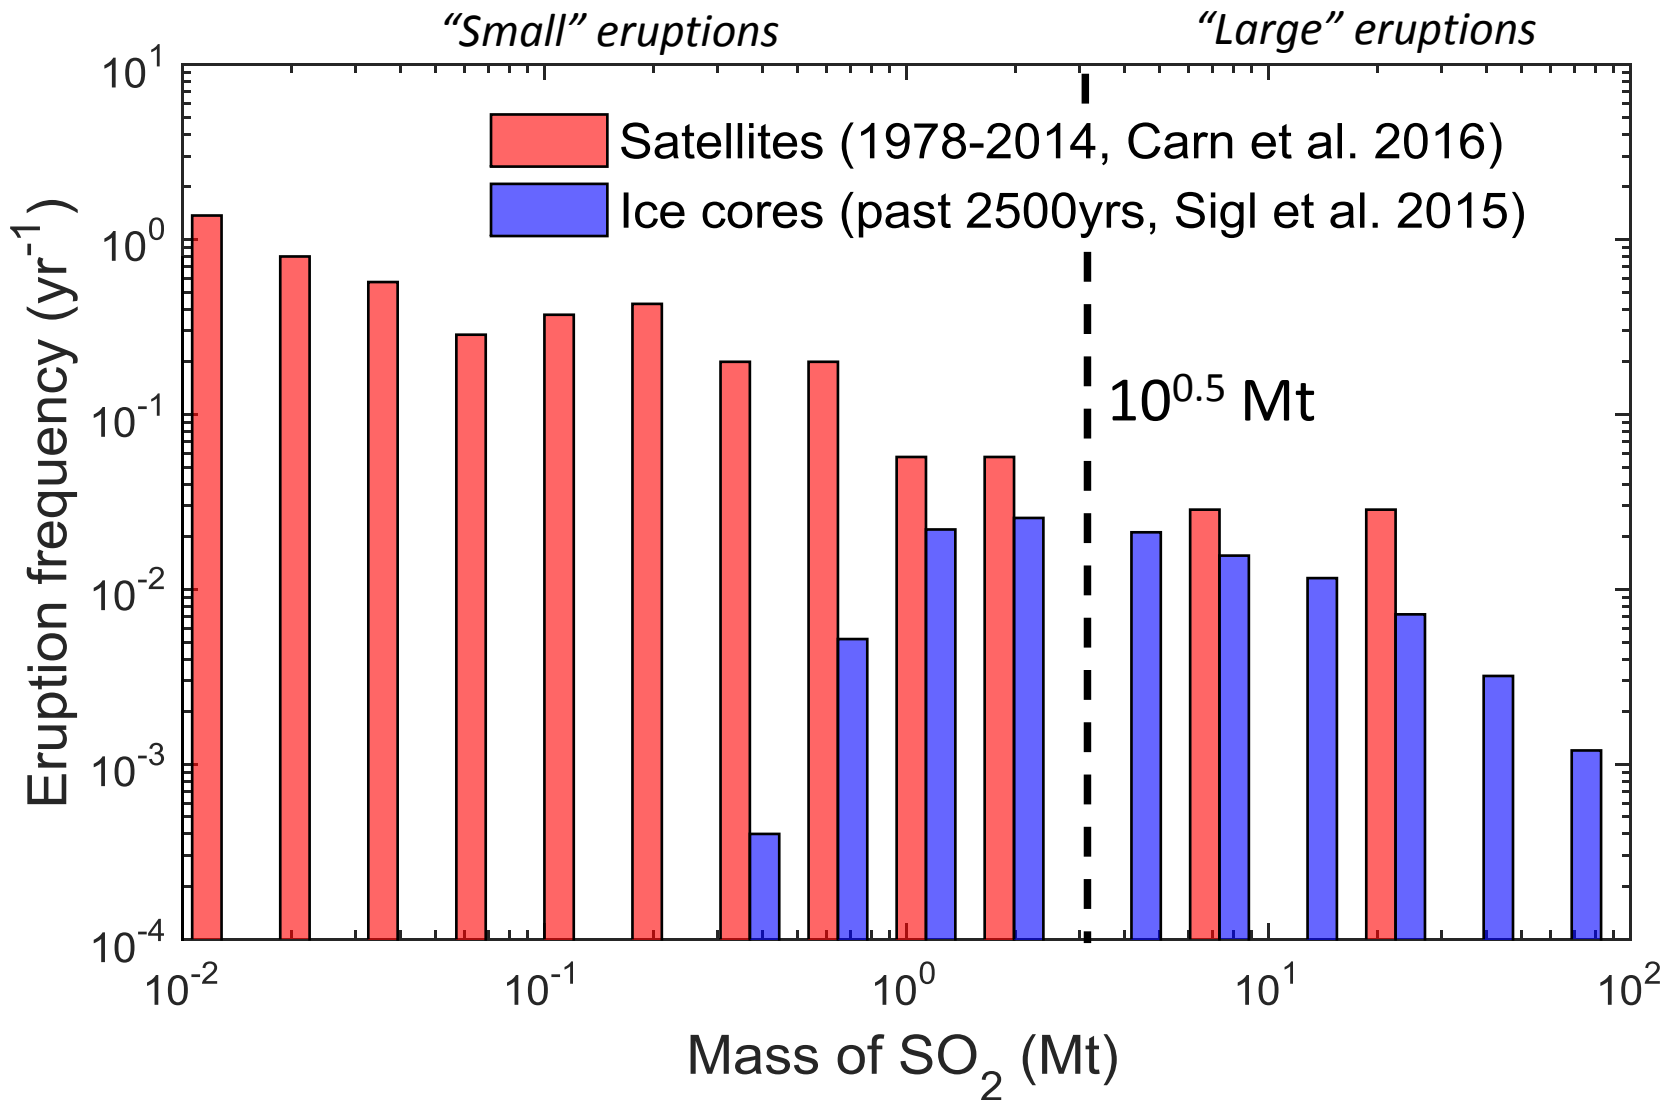 “Small” eruptions
“Large” eruptions
Satellites (1978-2014, Carn et al. 2016)
Ice cores (past 2500yrs, Sigl et al. 2015)
10^0.5 Mt
Eruption frequency (yr^-1)
10^1
10^0
10^-1
10^-2
10^-3
10^-4
10^-2
10^-1
10^0
10^1
10^2
Mass of SO_2 (Mt)